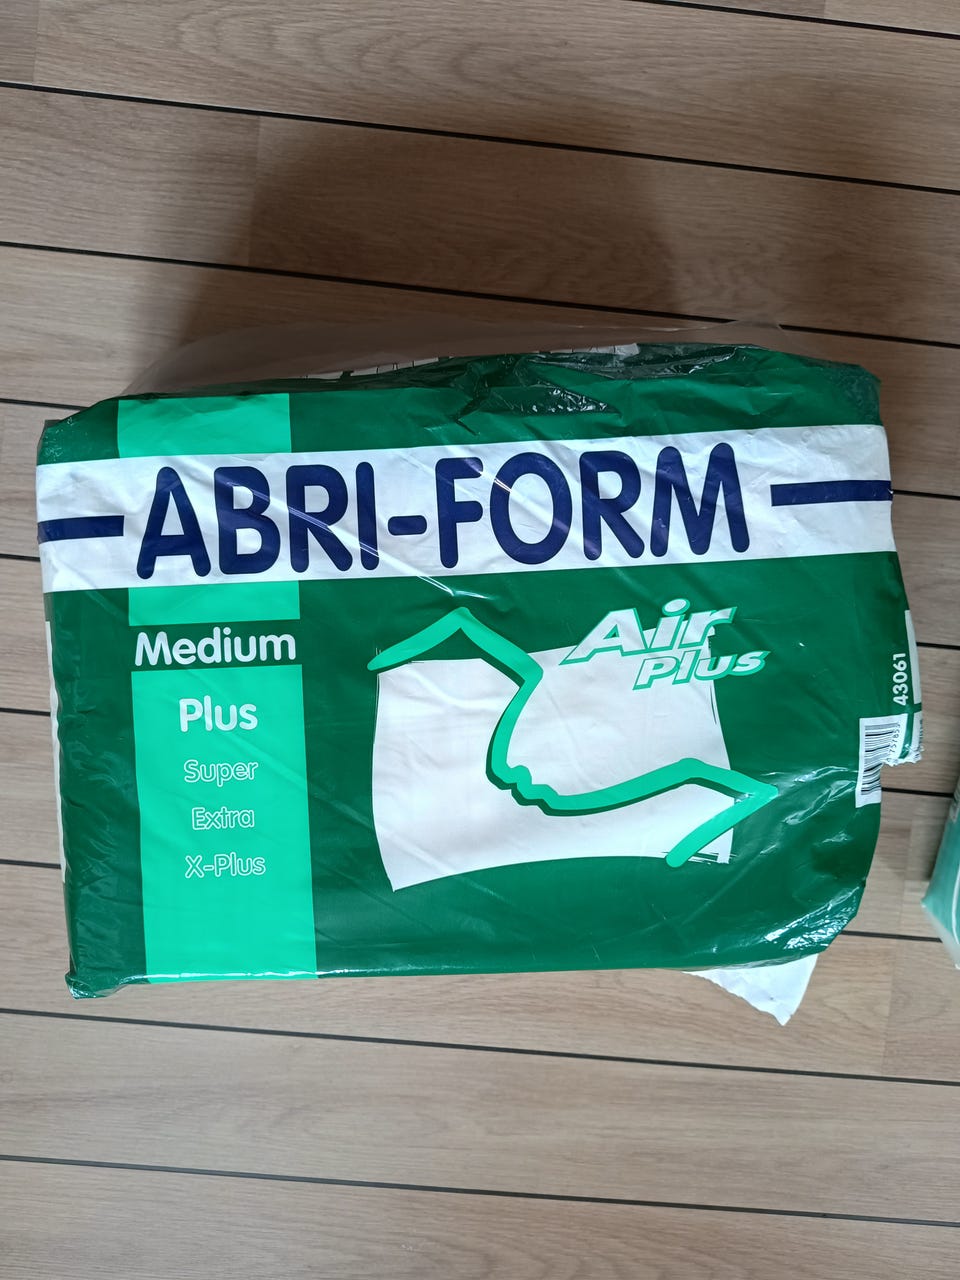 ABRI-FORM
Air
Plus
Medium
Plus
Super
Extra
X-Plus
43061